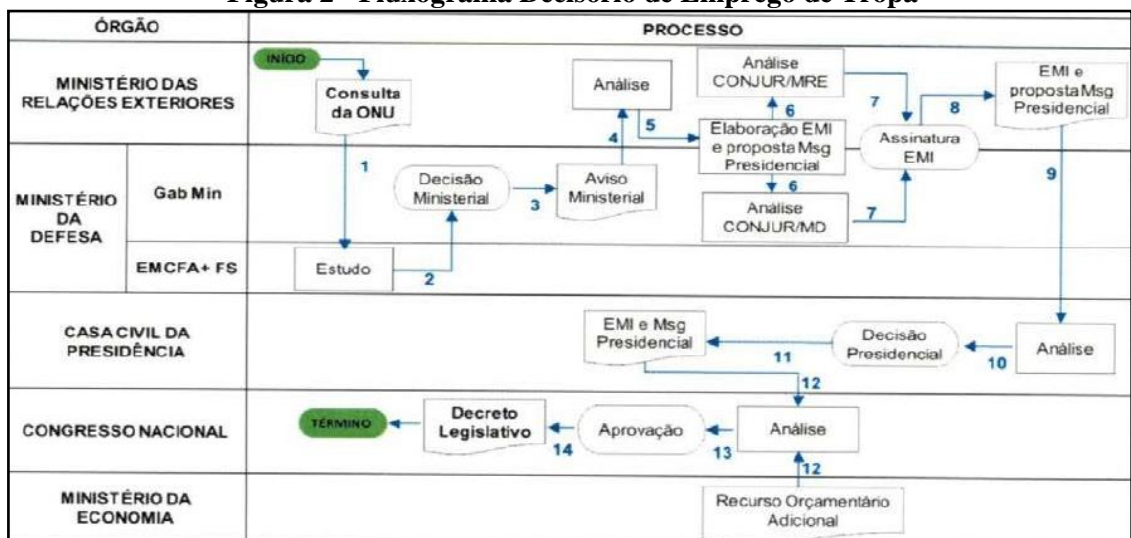 Figura 2 - Fluxograma Decisório de Emprego de Tropa
ÓRGÃO
PROCESSO
MINISTÉRIO DAS
RELAÇÕES EXTERIORES
INÍCIO
Consulta
da ONU
Análise
Análise
CONJUR/MRE
EMI e
proposta Msg
Presidencial
4
5
6
7
8
Elaboração EMI
e proposta Msg
Presidencial
Assinatura
EMI
MINISTÉRIO
DA
DEFESA
Gab Min
1
Decisão
Ministerial
3
Aviso
Ministerial
6
Análise
CONJUR/MD
7
9
EMCFA+ FS
Estudo
2
CASA CIVIL DA
PRESIDÊNCIA
EMI e Msg
Presidencial
11
Decisão
Presidencial
10
Análise
12
CONGRESSO NACIONAL
TÉRMINO
Decreto
Legislativo
14
Aprovação
13
Análise
12
MINISTÉRIO DA
ECONOMIA
Recurso Orçamentário
Adicional